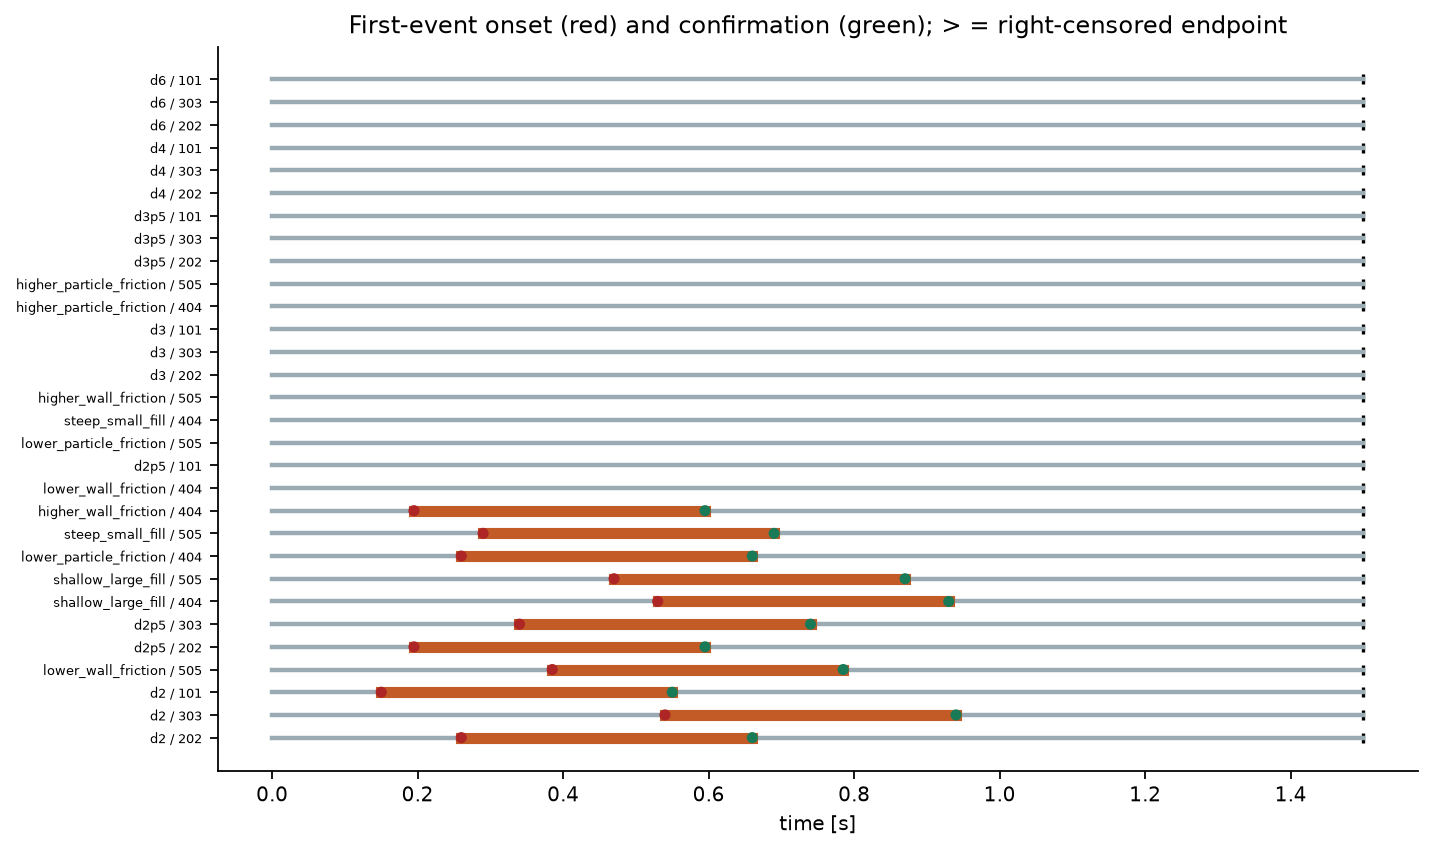 First-event onset (red) and confirmation (green); > = right-censored endpoint
d6 / 101
d6 / 303
d6 / 202
d4 / 101
d4 / 303
d4 / 202
d3p5 / 101
d3p5 / 303
d3p5 / 202
higher_particle_friction / 505
higher_particle_friction / 404
d3 / 101
d3 / 303
d3 / 202
higher_wall_friction / 505
steep_small_fill / 404
lower_particle_friction / 505
d2p5 / 101
lower_wall_friction / 404
higher_wall_friction / 404
steep_small_fill / 505
lower_particle_friction / 404
shallow_large_fill / 505
shallow_large_fill / 404
d2p5 / 303
d2p5 / 202
lower_wall_friction / 505
d2 / 101
d2 / 303
d2 / 202
0.0 0.2 0.4 0.6 0.8 1.0 1.2 1.4
time [s]